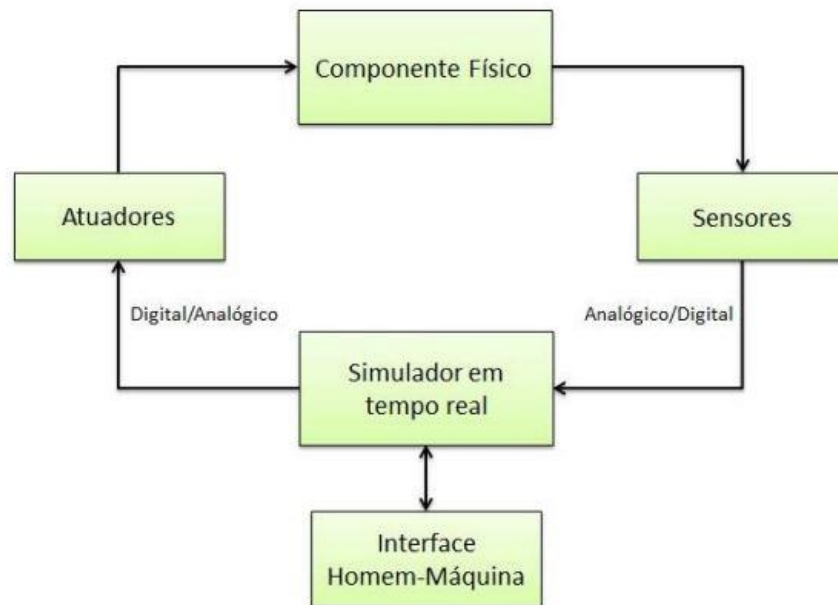 Componente Físico
Atuadores
Sensores
Digital/Analógico
Analógico/Digital
Simulador em
tempo real
Interface
Homem-Máquina